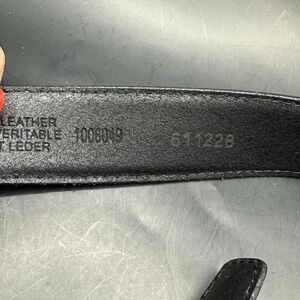 LEATHER
VERITABLE 1008049 611228
T LEDER